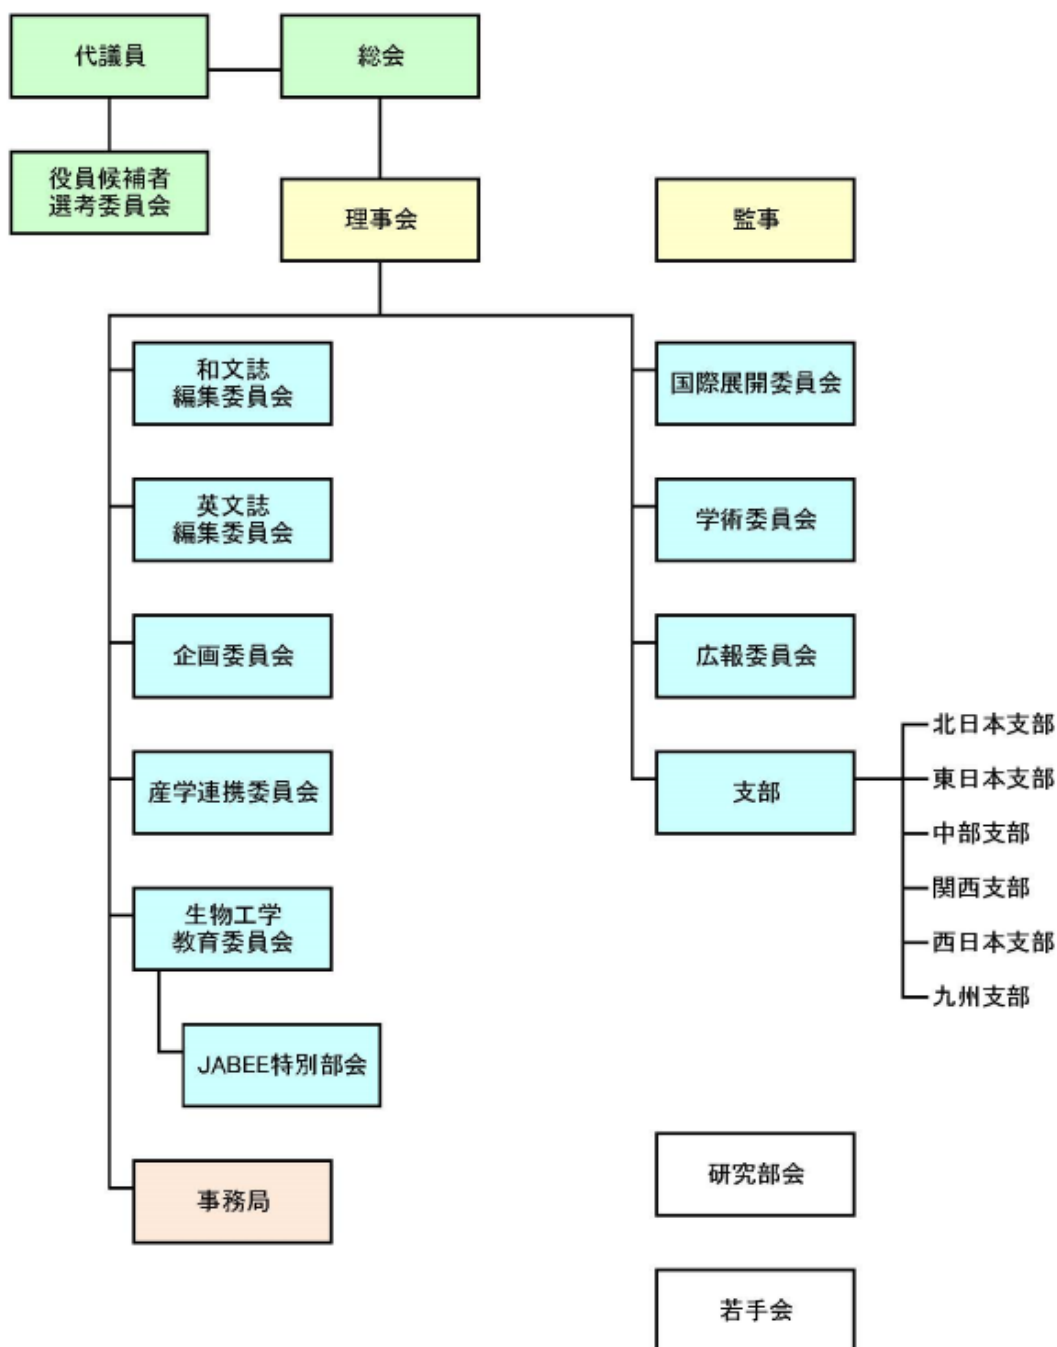 代議員
総会
役員候補者
選考委員会
理事会
監事
和文誌
編集委員会
国際展開委員会
英文誌
編集委員会
学術委員会
企画委員会
広報委員会
産学連携委員会
支部
北日本支部
東日本支部
中部支部
関西支部
西日本支部
九州支部
生物工学
教育委員会
JABEE特別部会
事務局
研究部会
若手会